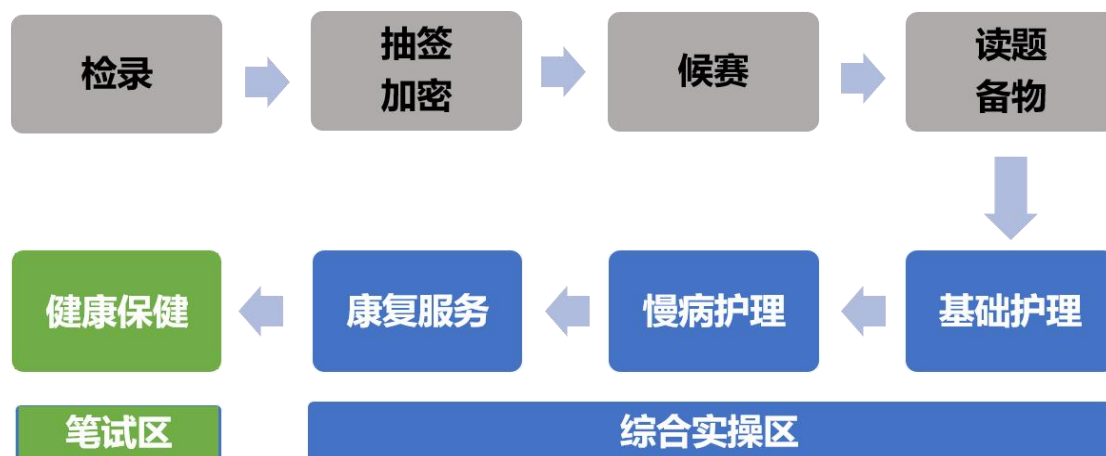 检录
抽签
加密
候赛
读题
备物
健康保健
康复服务
慢病护理
基础护理
笔试区
综合实操区